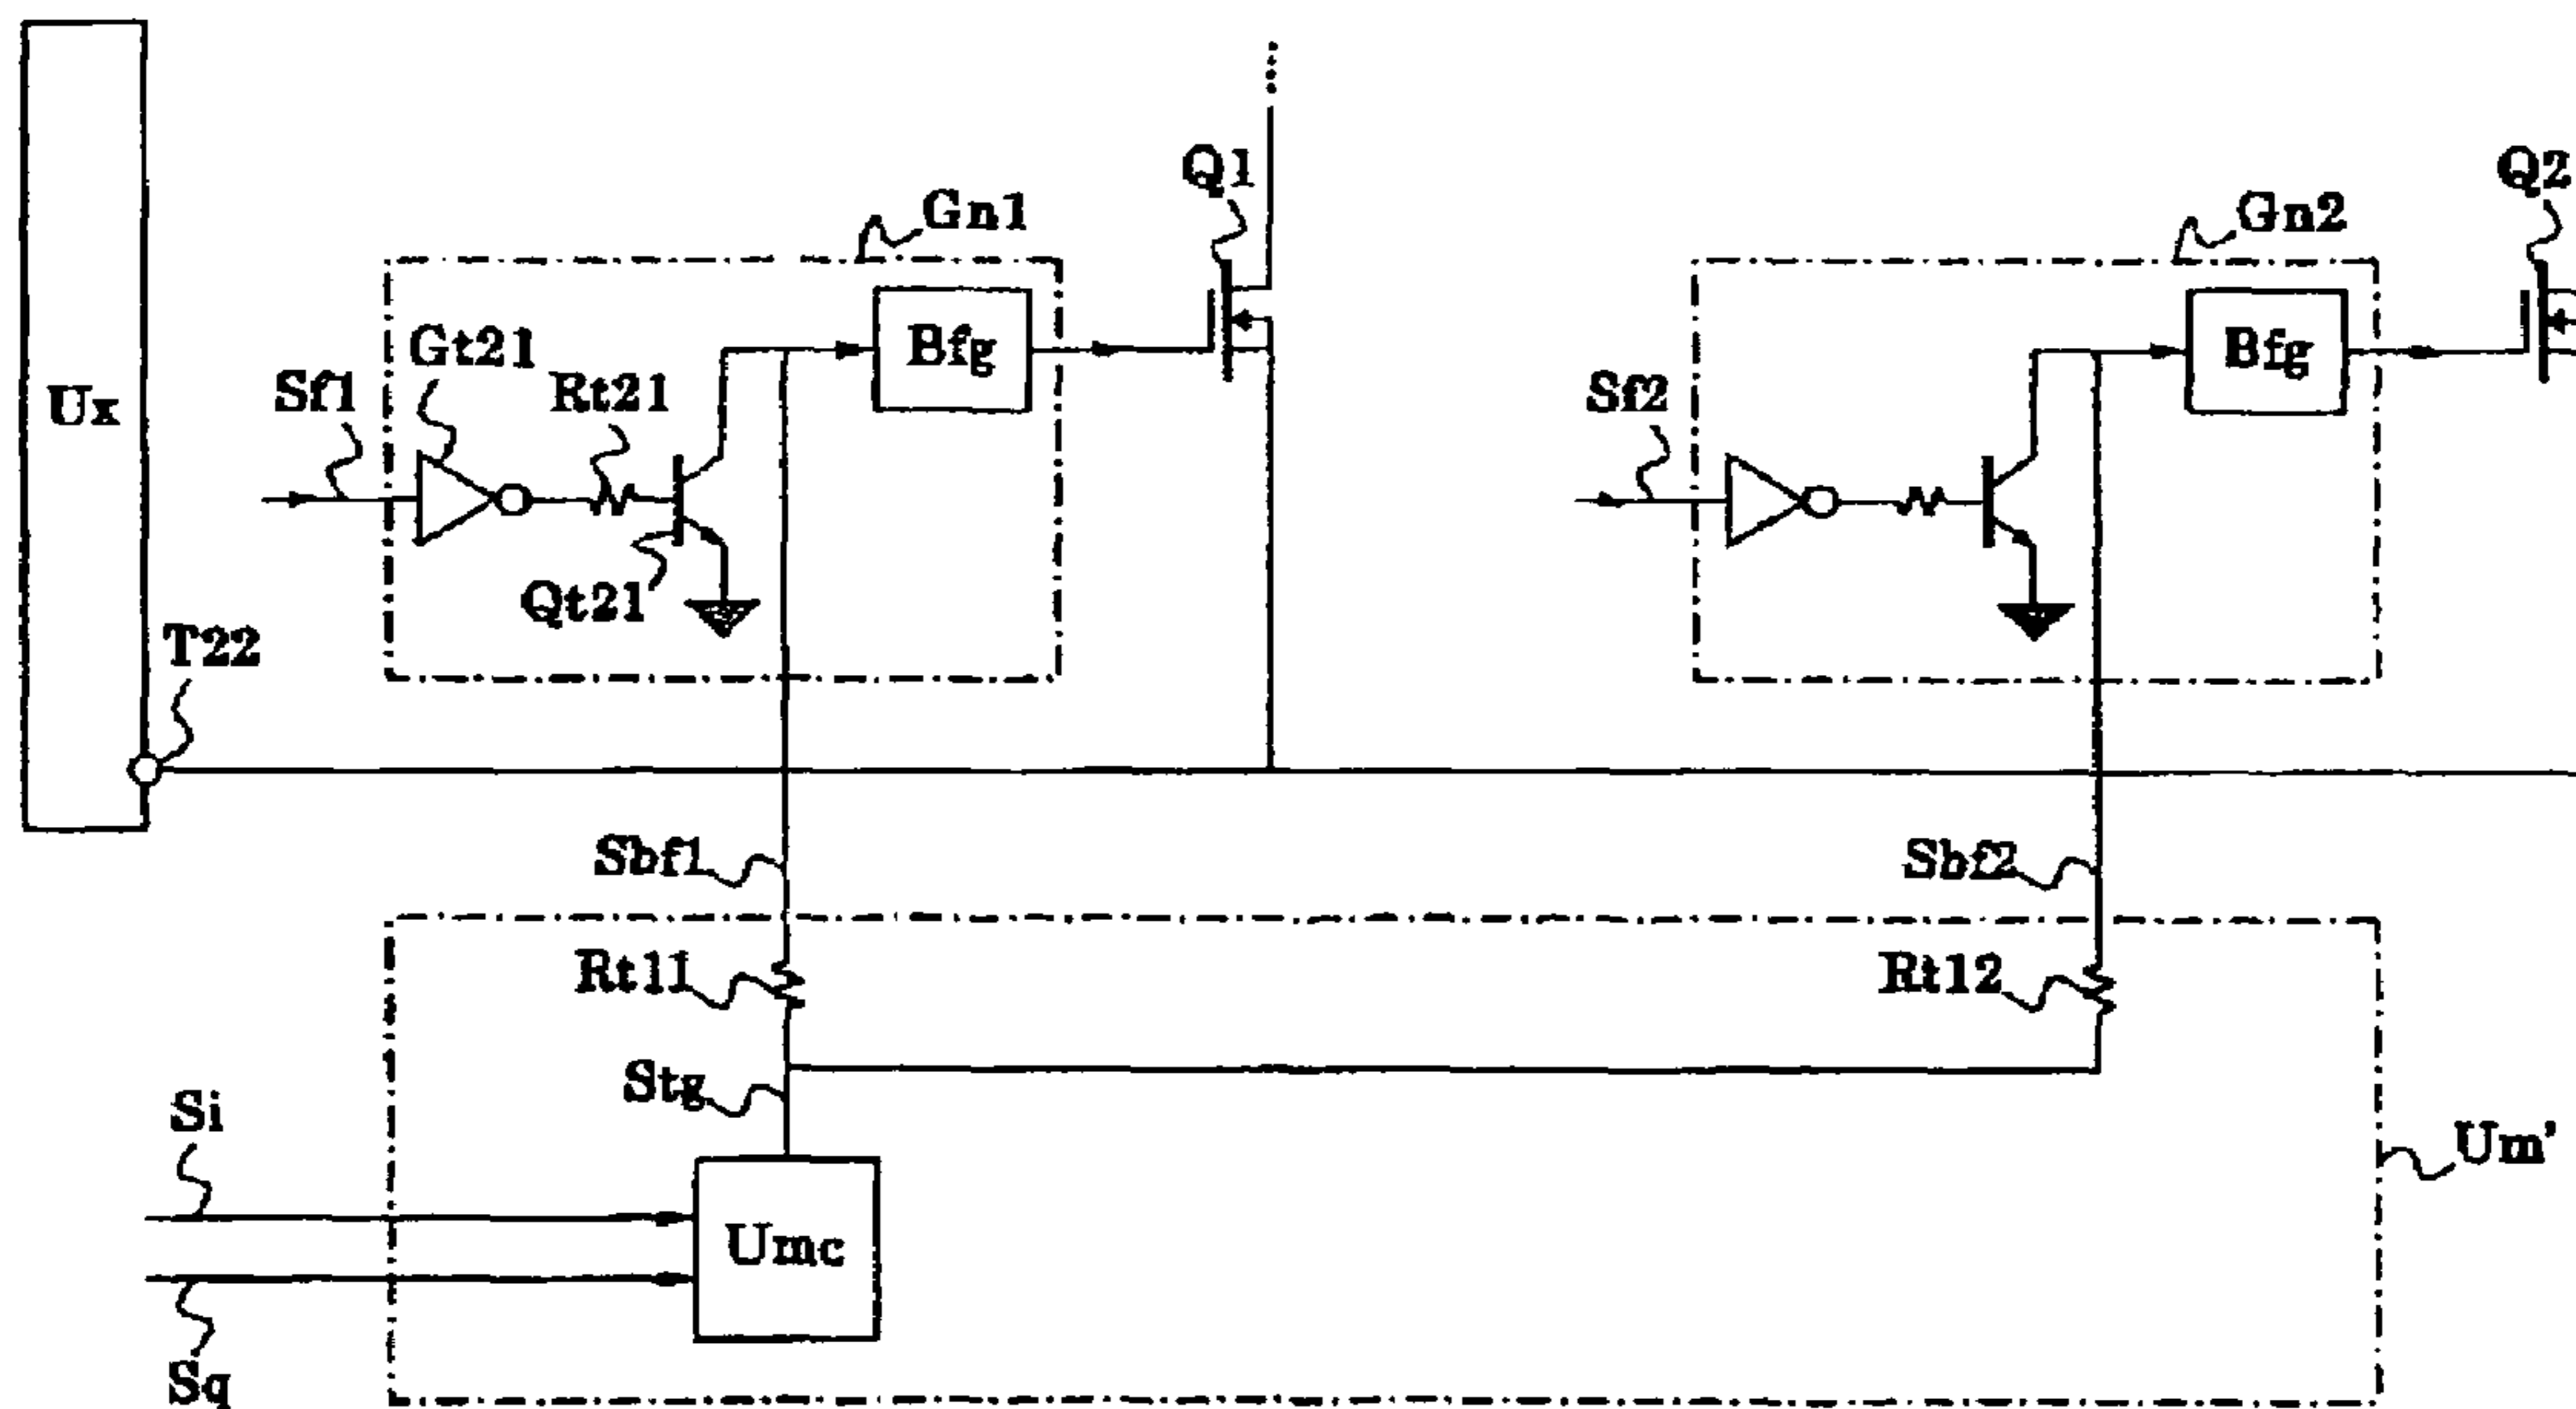 Q1
Q2
Gn1
Gn2
Gt21
Bfg
Bfg
Ux
Sf1
Rt21
Sf2
Qt21
T22
Sbf1
Sbf2
Rt11
Rt12
Stg
Si
Um'
Umc
Sq